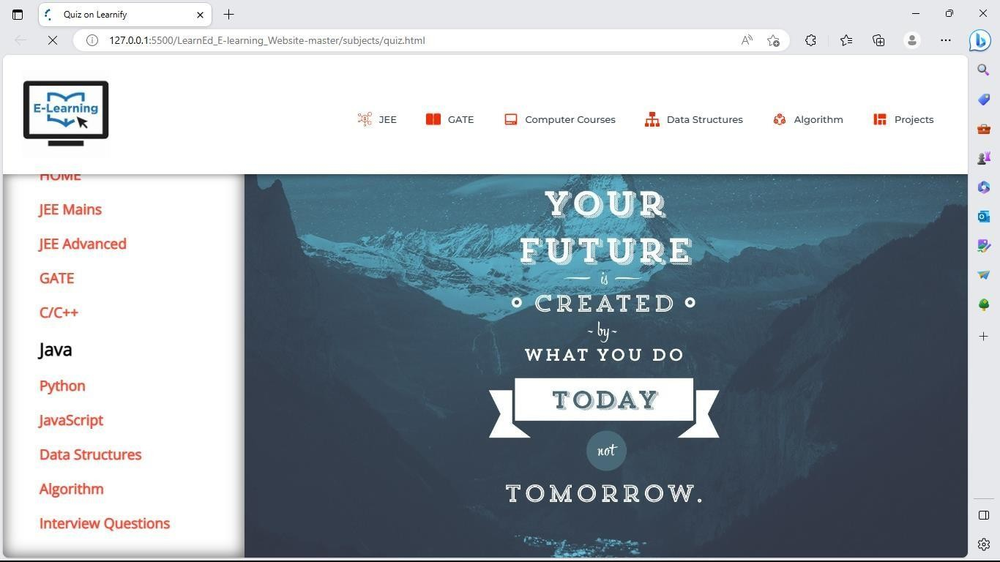 Quiz on Learnify
127.0.0.1:5500/LearnEd_E-learning_Website-master/subjects/quiz.html
E-Learning
JEE
GATE
Computer Courses
Data Structures
Algorithm
Projects
HOME
JEE Mains
JEE Advanced
GATE
C/C++
Java
Python
JavaScript
Data Structures
Algorithm
Interview Questions
YOUR
FUTURE
is
CREATED
-by-
WHAT YOU DO
TODAY
not
TOMORROW.